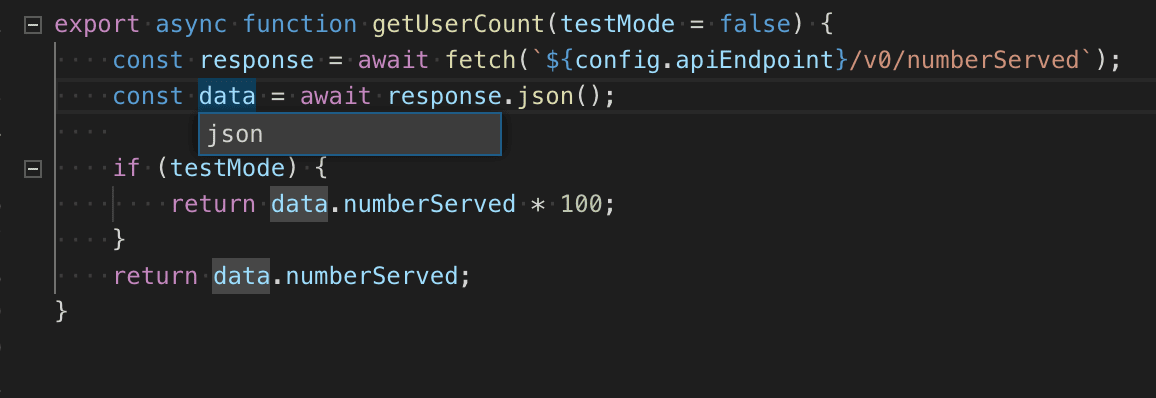 export async function getUserCount(testMode = false) {
const response = await fetch(`${config.apiEndpoint}/v0/numberServed`);
const data = await response.json();
json
if (testMode) {
return data.numberServed * 100;
}
return data.numberServed;
}